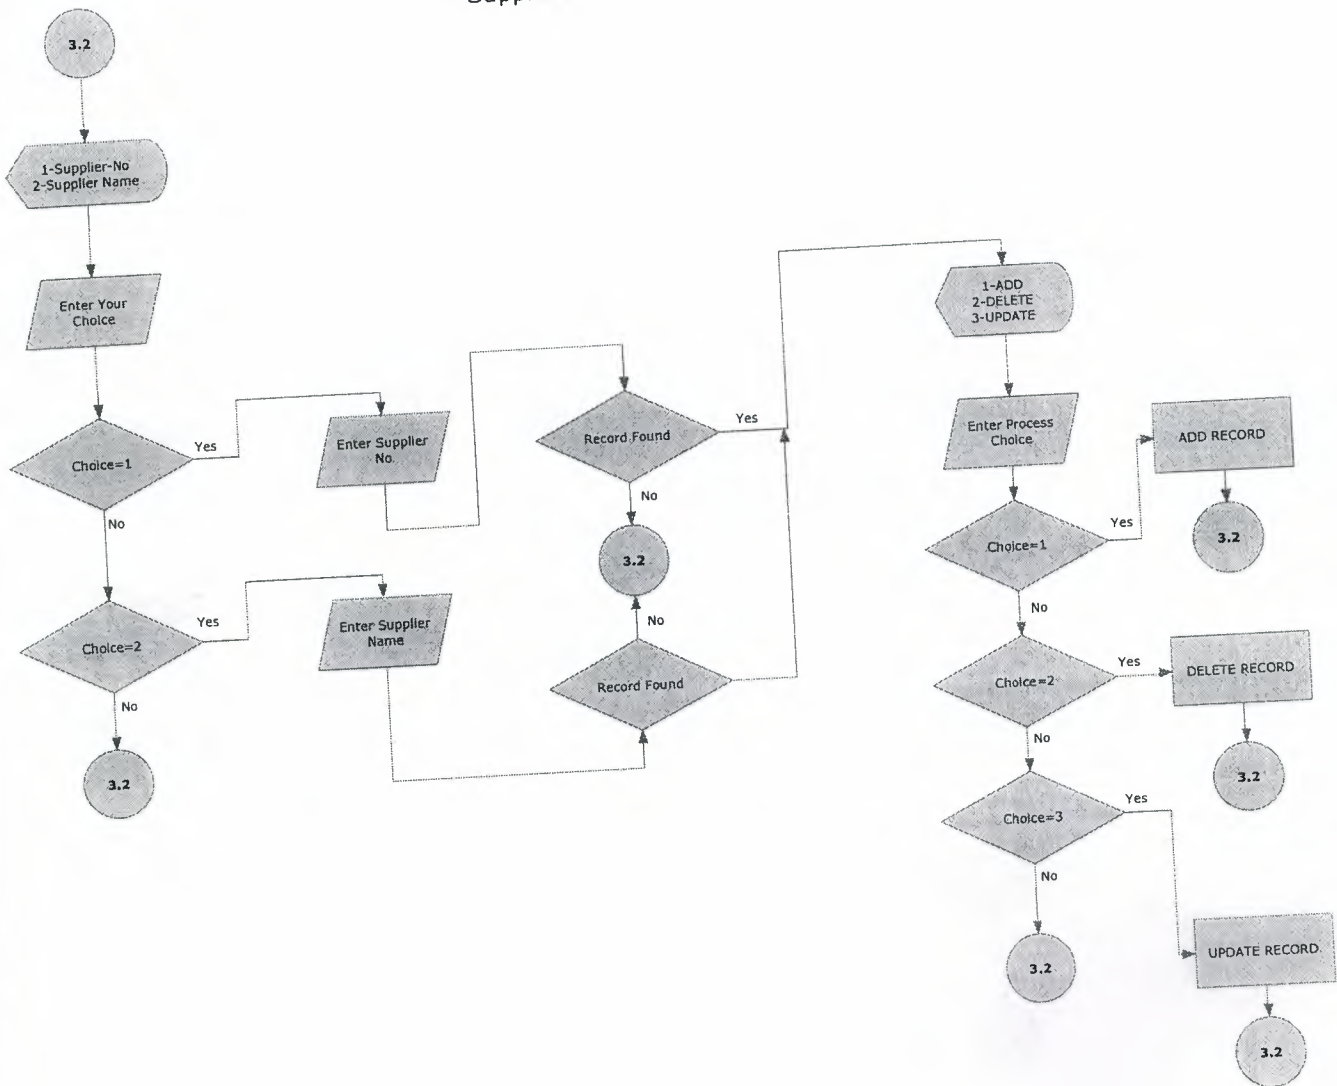 3.2
1-Supplier-No
2-Supplier Name
Enter Your
Choice
Choice=1
Yes
No
Enter Supplier
No.
Record Found
Yes
No
3.2
Choice=2
Yes
No
3.2
Enter Supplier
Name
No
Record Found
1-ADD
2-DELETE
3-UPDATE
Enter Process
Choice
Choice=1
Yes
No
ADD RECORD
3.2
Choice=2
Yes
No
DELETE RECORD
3.2
Choice=3
Yes
No
3.2
UPDATE RECORD
3.2